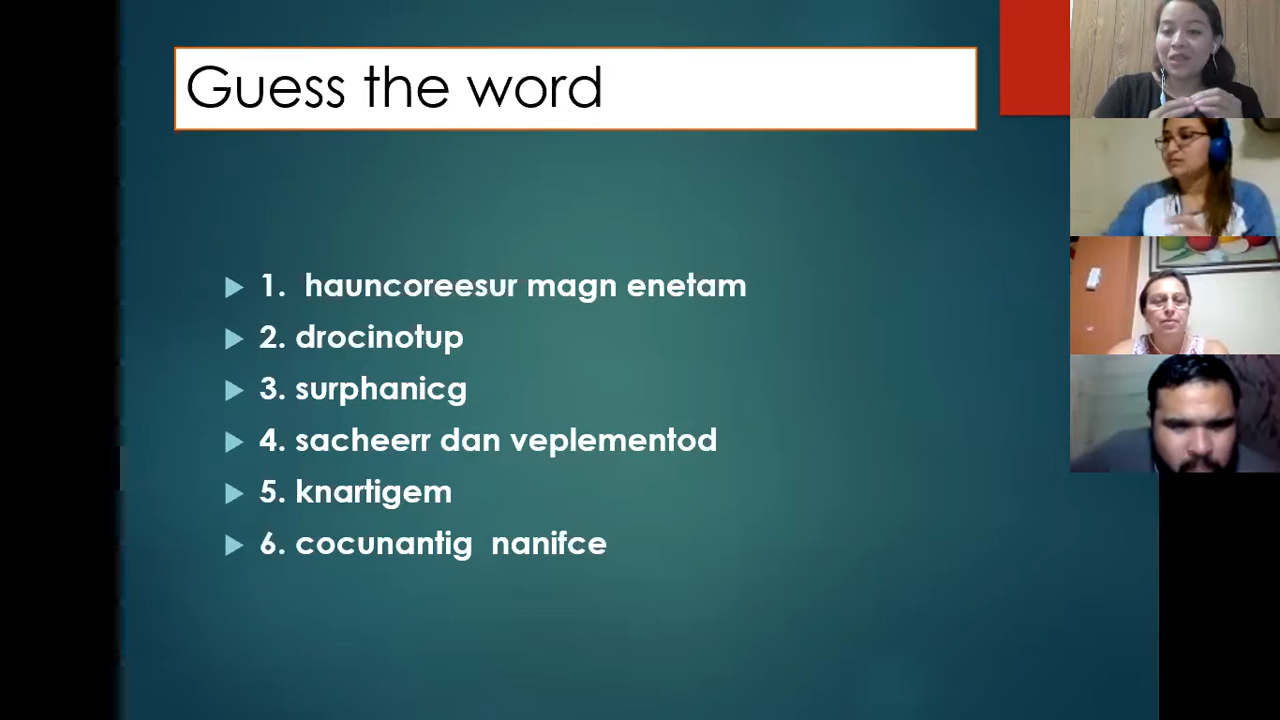 Guess the word
1. hauncoreesur magn enetam
2. drocinotup
3. surphanicg
4. sacheerr dan veplementod
5. knartigem
6. cocunantig nanifce